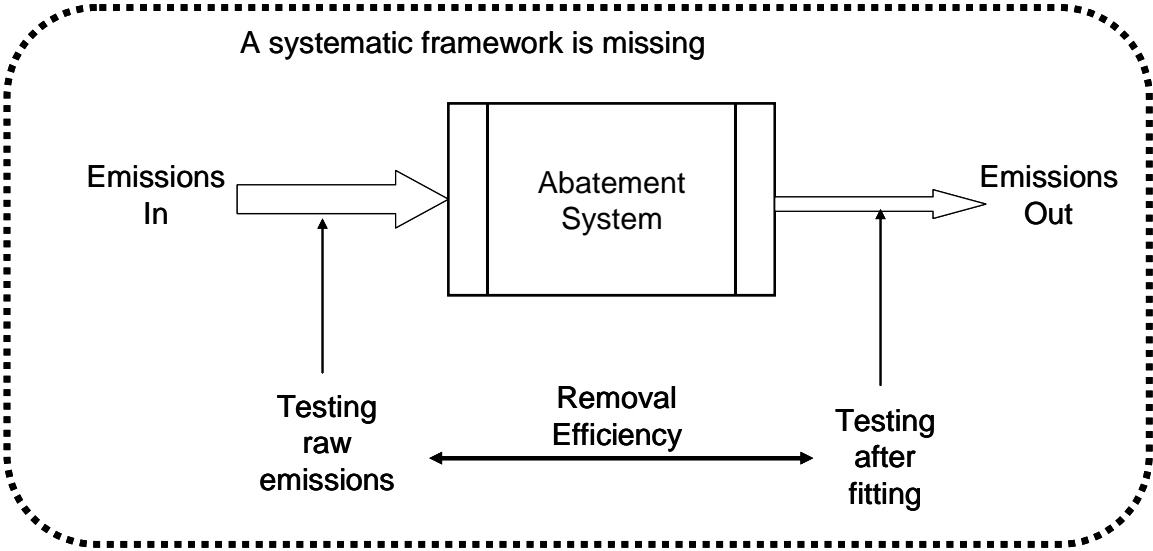 A systematic framework is missing
Emissions
In
Abatement
System
Emissions
Out
Testing
raw
emissions
Removal
Efficiency
Testing
after
fitting